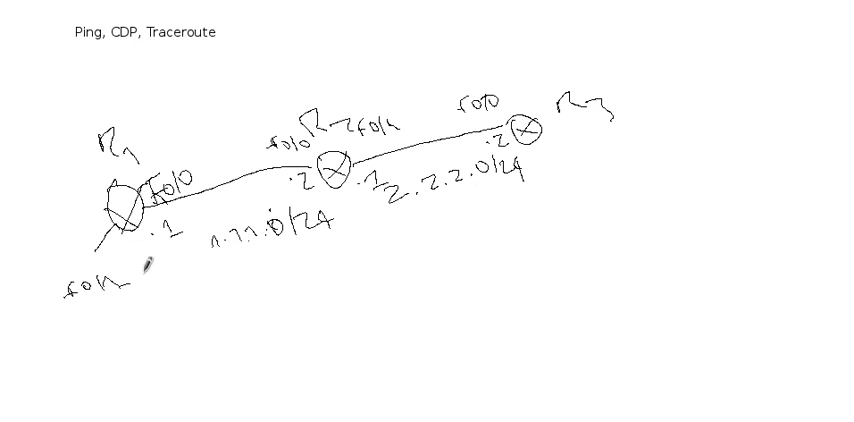 Ping, CDP, Traceroute
R1
f0/0
.1
f0/1
1.1.1.0/24
R2
f0/0
.2
f0/1
.1
2.2.2.0/24
f0/0
.2
R3